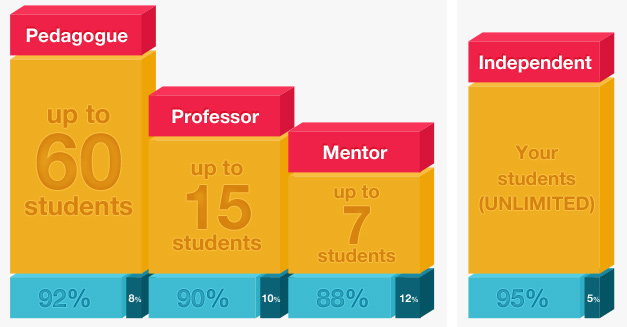 Pedagogue
up to
60
students
92%
8%
Professor
up to
15
students
90%
10%
Mentor
up to
7
students
88%
12%
Independent
Your
students
(UNLIMITED)
95%
5%